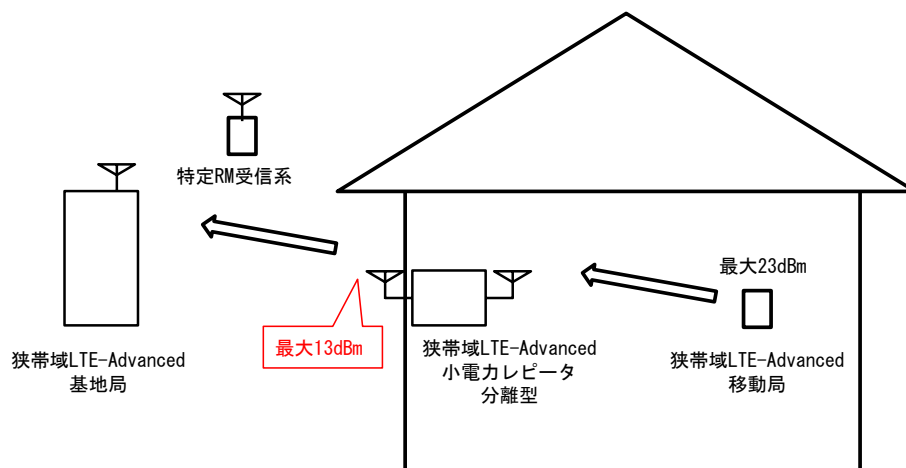 特定RM受信系
最大23dBm
最大13dBm
狭帯域LTE-Advanced
基地局
狭帯域LTE-Advanced
小電力レピータ
分離型
狭帯域LTE-Advanced
移動局